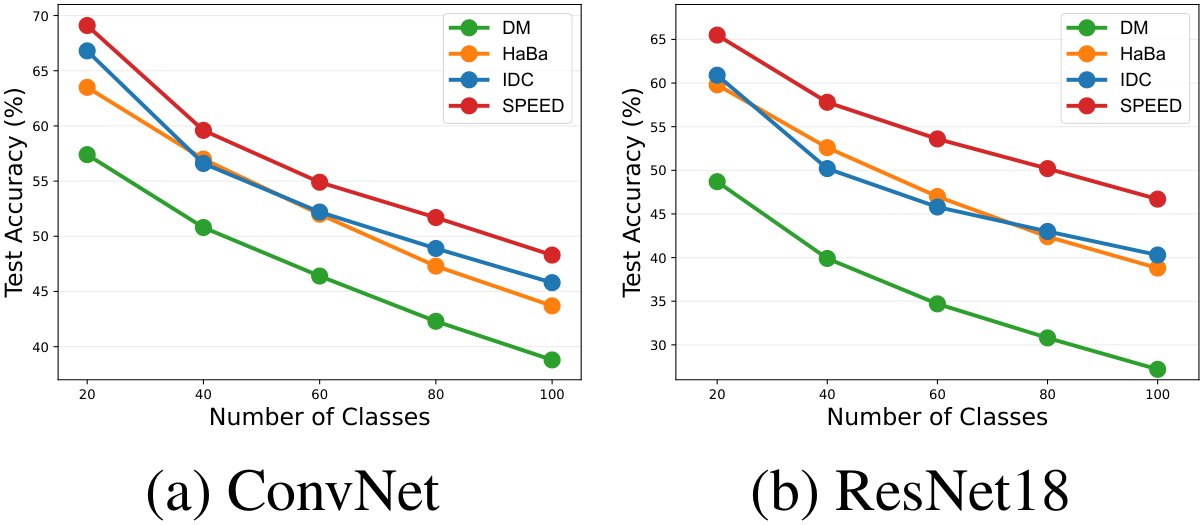 70
65
60
55
50
45
40
20 40 60 80 100
Test Accuracy (%)
Number of Classes
DM
HaBa
IDC
SPEED
(a) ConvNet
65
60
55
50
45
40
35
30
20 40 60 80 100
Test Accuracy (%)
Number of Classes
DM
HaBa
IDC
SPEED
(b) ResNet18